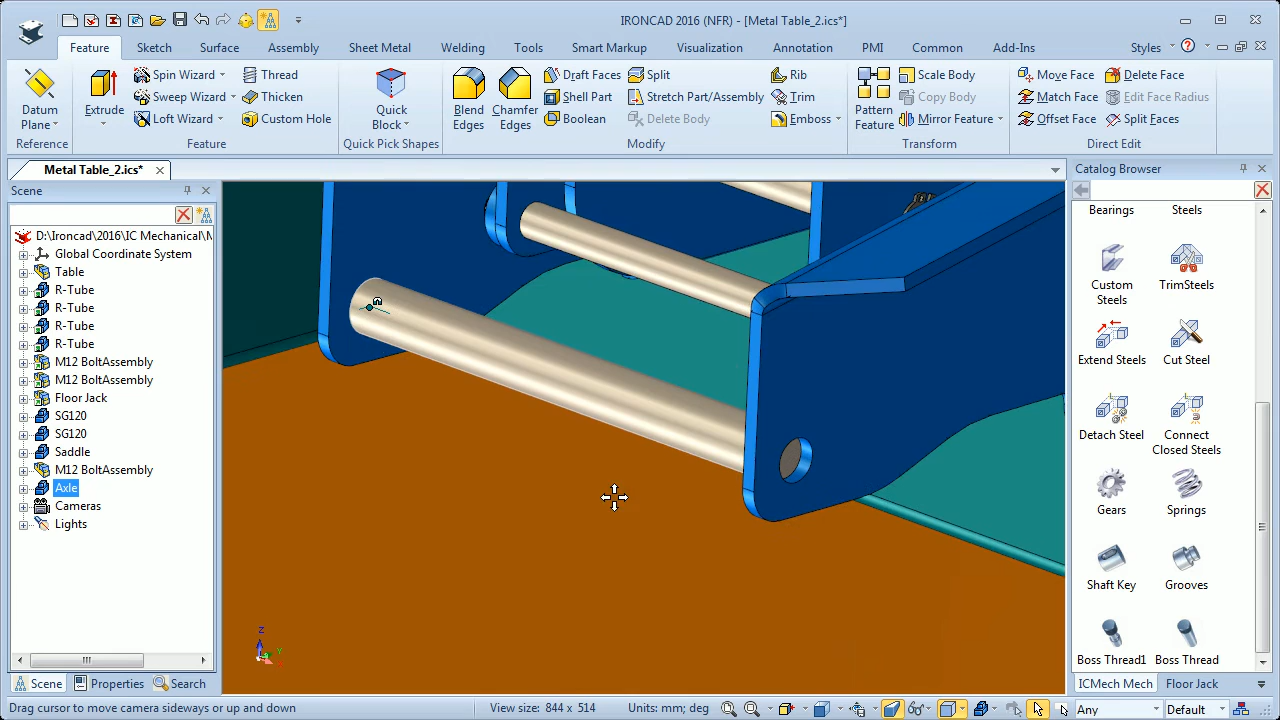 IRONCAD 2016 (NFR) - [Metal Table_2.ics*]
Feature Sketch Surface Assembly Sheet Metal Welding Tools Smart Markup Visualization Annotation PMI Common Add-Ins Styles
Datum Plane
Extrude
Spin Wizard
Sweep Wizard
Loft Wizard
Thread
Thicken
Custom Hole
Quick Block
Blend Edges
Chamfer Edges
Draft Faces
Shell Part
Boolean
Split
Stretch Part/Assembly
Delete Body
Rib
Trim
Emboss
Pattern Feature
Scale Body
Copy Body
Mirror Feature
Move Face
Match Face
Offset Face
Delete Face
Edit Face Radius
Split Faces
Reference Feature Quick Pick Shapes Modify Transform Direct Edit
Metal Table_2.ics*
Scene
D:\Ironcad\2016\IC Mechanical\M
Global Coordinate System
Table
R-Tube
R-Tube
R-Tube
R-Tube
M12 BoltAssembly
M12 BoltAssembly
Floor Jack
SG120
SG120
Saddle
M12 BoltAssembly
Axle
Cameras
Lights
Scene Properties Search
Z
Y
Catalog Browser
Bearings Steels
Custom Steels
TrimSteels
Extend Steels Cut Steel
Detach Steel
Connect Closed Steels
Gears Springs
Shaft Key Grooves
Boss Thread1 Boss Thread
ICMech Mech Floor Jack
Drag cursor to move camera sideways or up and down View size: 844 x 514 Units: mm; deg Any Default